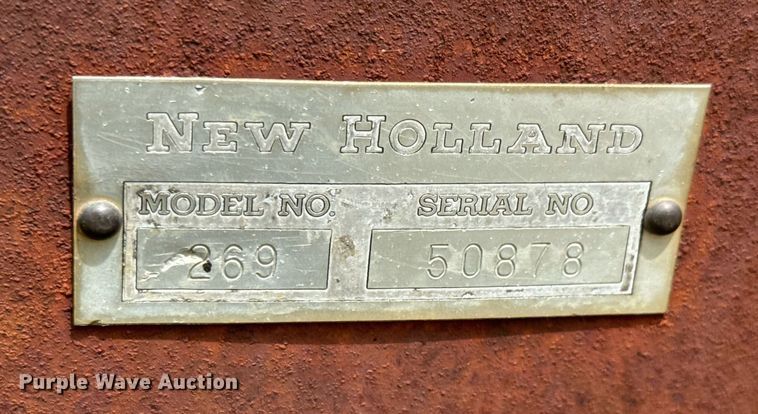 NEW HOLLAND
MODEL NO. SERIAL NO
269 50878
Purple Wave Auction